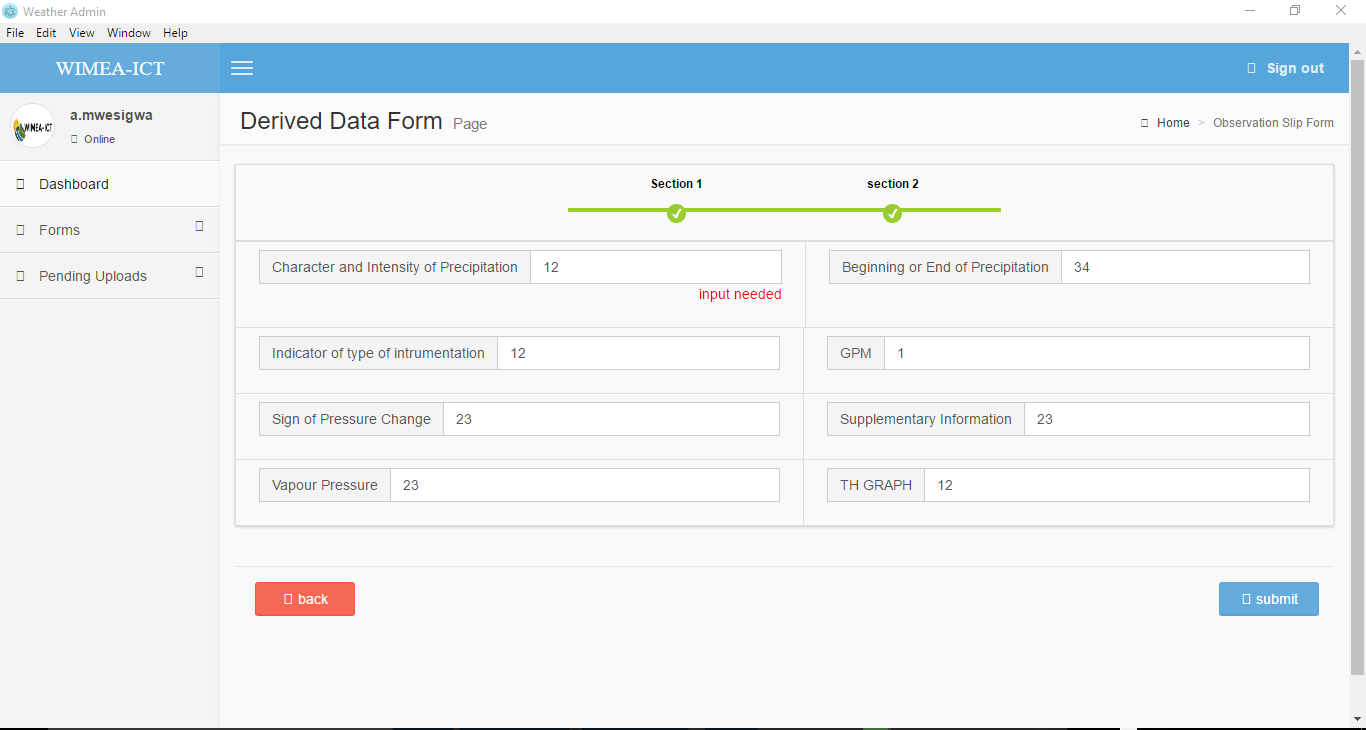 Weather Admin
File Edit View Window Help
WIMEA-ICT
Sign out
WIMEA-ICT
a.mwesigwa
Online
Dashboard
Forms
Pending Uploads
Derived Data Form Page
Home > Observation Slip Form
Section 1 section 2
Character and Intensity of Precipitation 12
input needed
Beginning or End of Precipitation 34
Indicator of type of intrumentation 12
GPM 1
Sign of Pressure Change 23
Supplementary Information 23
Vapour Pressure 23
TH GRAPH 12
back
submit